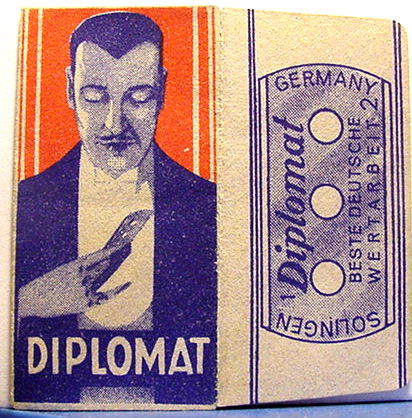 DIPLOMAT
GERMANY
Diplomat
BESTE DEUTSCHE
WERTARBEIT 2
SOLINGEN